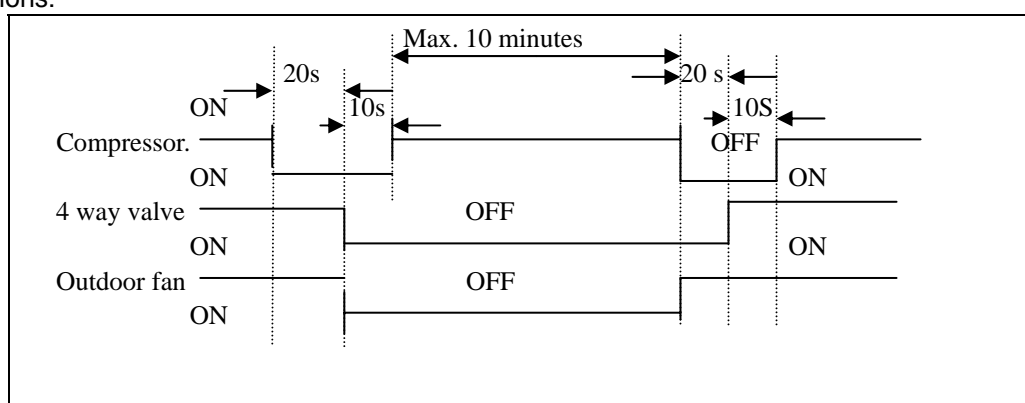 ions.
Max. 10 minutes
20s
20 s
ON
10s
10S
Compressor.
OFF
ON
ON
4 way valve
OFF
ON
ON
Outdoor fan
OFF
ON